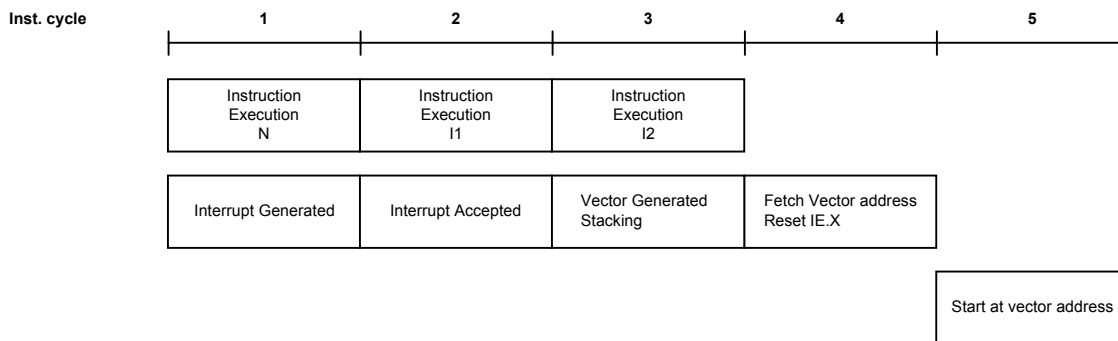 Inst. cycle 1 2 3 4 5
Instruction Execution N
Instruction Execution I1
Instruction Execution I2
Interrupt Generated
Interrupt Accepted
Vector Generated
Stacking
Fetch Vector address
Reset IE.X
Start at vector address